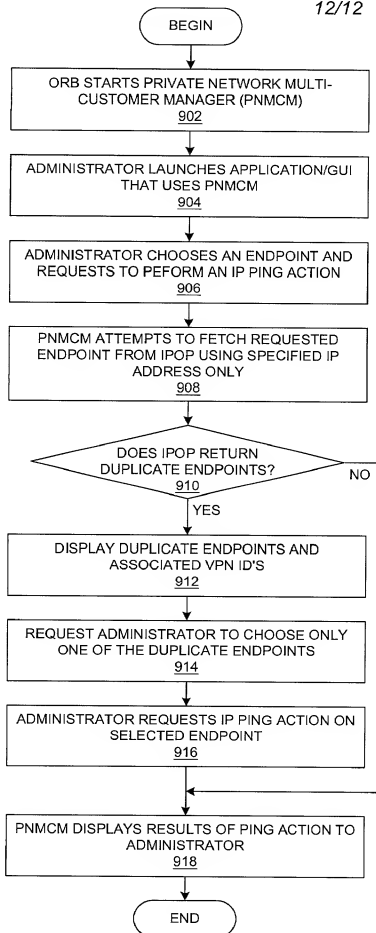 12/12
BEGIN
ORB STARTS PRIVATE NETWORK MULTI-
CUSTOMER MANAGER (PNMCM)
902
ADMINISTRATOR LAUNCHES APPLICATION/GUI
THAT USES PNMCM
904
ADMINISTRATOR CHOOSES AN ENDPOINT AND
REQUESTS TO PEFORM AN IP PING ACTION
906
PNMCM ATTEMPTS TO FETCH REQUESTED
ENDPOINT FROM IPOP USING SPECIFIED IP
ADDRESS ONLY
908
DOES IPOP RETURN
DUPLICATE ENDPOINTS?
910
NO
YES
DISPLAY DUPLICATE ENDPOINTS AND
ASSOCIATED VPN ID'S
912
REQUEST ADMINISTRATOR TO CHOOSE ONLY
ONE OF THE DUPLICATE ENDPOINTS
914
ADMINISTRATOR REQUESTS IP PING ACTION ON
SELECTED ENDPOINT
916
PNMCM DISPLAYS RESULTS OF PING ACTION TO
ADMINISTRATOR
918
END